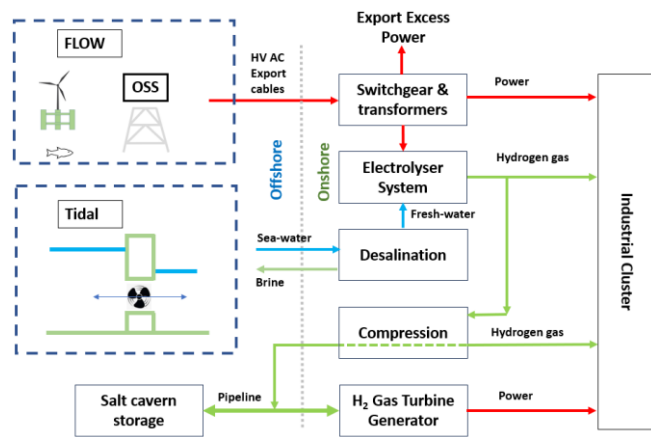 FLOW
OSS
HV AC
Export
cables
Export Excess
Power
Switchgear &
transformers
Power
Electrolyser
System
Hydrogen gas
Offshore
Onshore
Fresh-water
Tidal
Sea-water
Brine
Desalination
Industrial Cluster
Compression
Hydrogen gas
Salt cavern
storage
Pipeline
H₂ Gas Turbine
Generator
Power